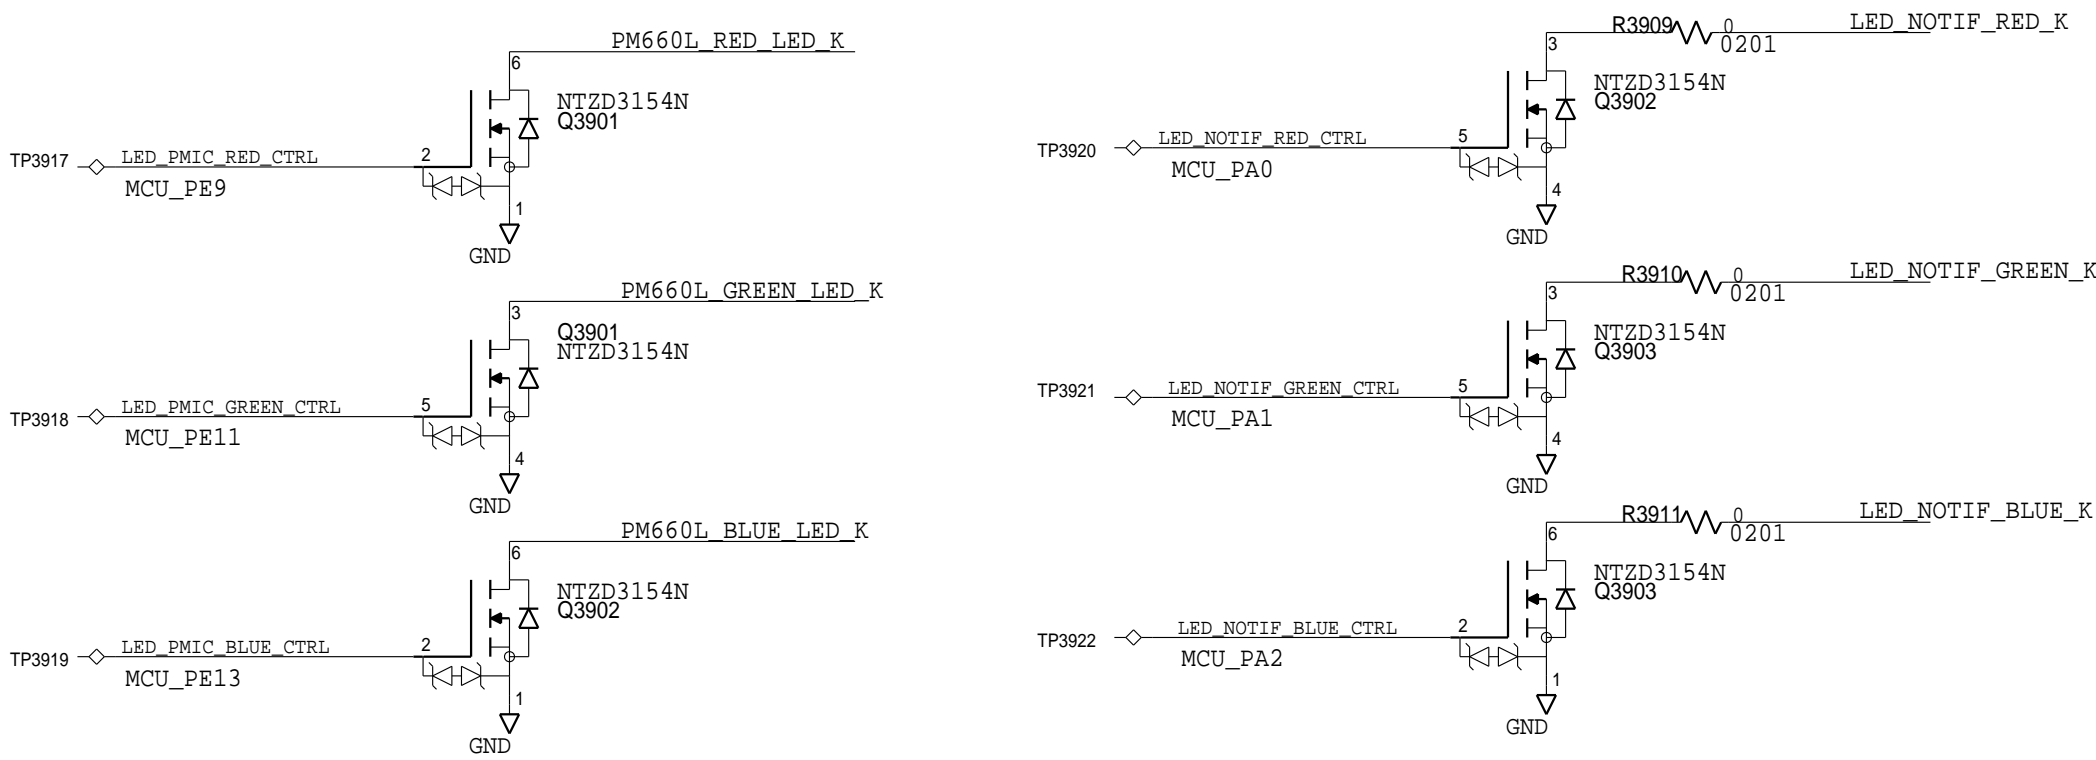 PM660L_RED_LED_K
6
NTZD3154N
Q3901
TP3917
LED_PMIC_RED_CTRL
2
MCU_PE9
1
GND
PM660L_GREEN_LED_K
3
Q3901
NTZD3154N
TP3918
LED_PMIC_GREEN_CTRL
5
MCU_PE11
4
GND
PM660L_BLUE_LED_K
6
NTZD3154N
Q3902
TP3919
LED_PMIC_BLUE_CTRL
2
MCU_PE13
1
GND
R3909
0
0201
LED_NOTIF_RED_K
3
NTZD3154N
Q3902
TP3920
LED_NOTIF_RED_CTRL
5
MCU_PA0
4
GND
R3910
0
0201
LED_NOTIF_GREEN_K
3
NTZD3154N
Q3903
TP3921
LED_NOTIF_GREEN_CTRL
5
MCU_PA1
4
GND
R3911
0
0201
LED_NOTIF_BLUE_K
6
NTZD3154N
Q3903
TP3922
LED_NOTIF_BLUE_CTRL
2
MCU_PA2
1
GND